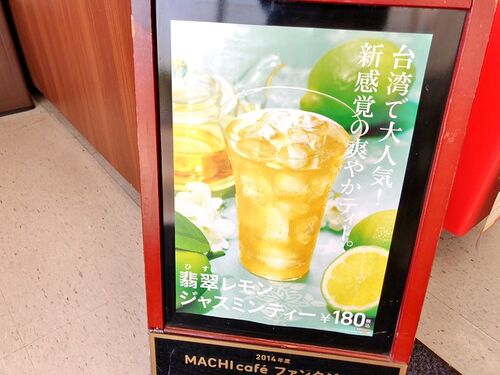 台湾で大人気!
新感覚の爽やかティー。
ひすい
翡翠レモン
ジャスミンティー ¥180
2014年度
MACHI café